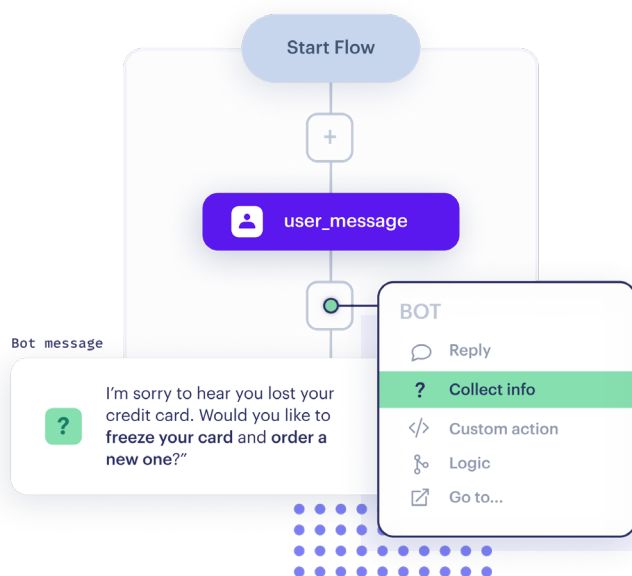 Start Flow
+
user_message
BOT
Reply
? Collect info
</> Custom action
Logic
Go to...
Bot message
?
I'm sorry to hear you lost your
credit card. Would you like to
freeze your card and order a
new one?”